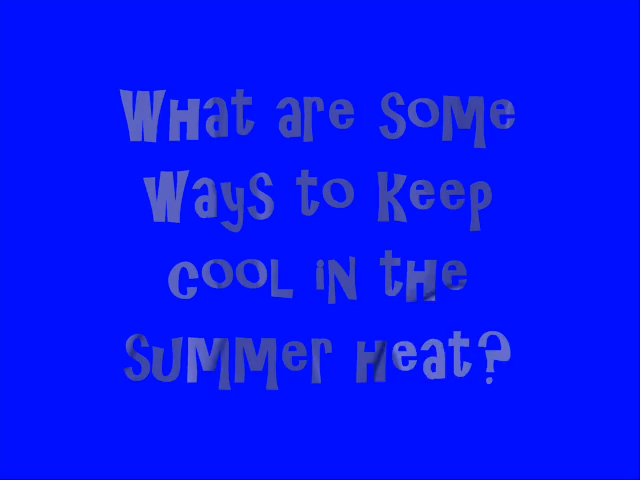 What are some
ways to keep
cool in the
summer heat?